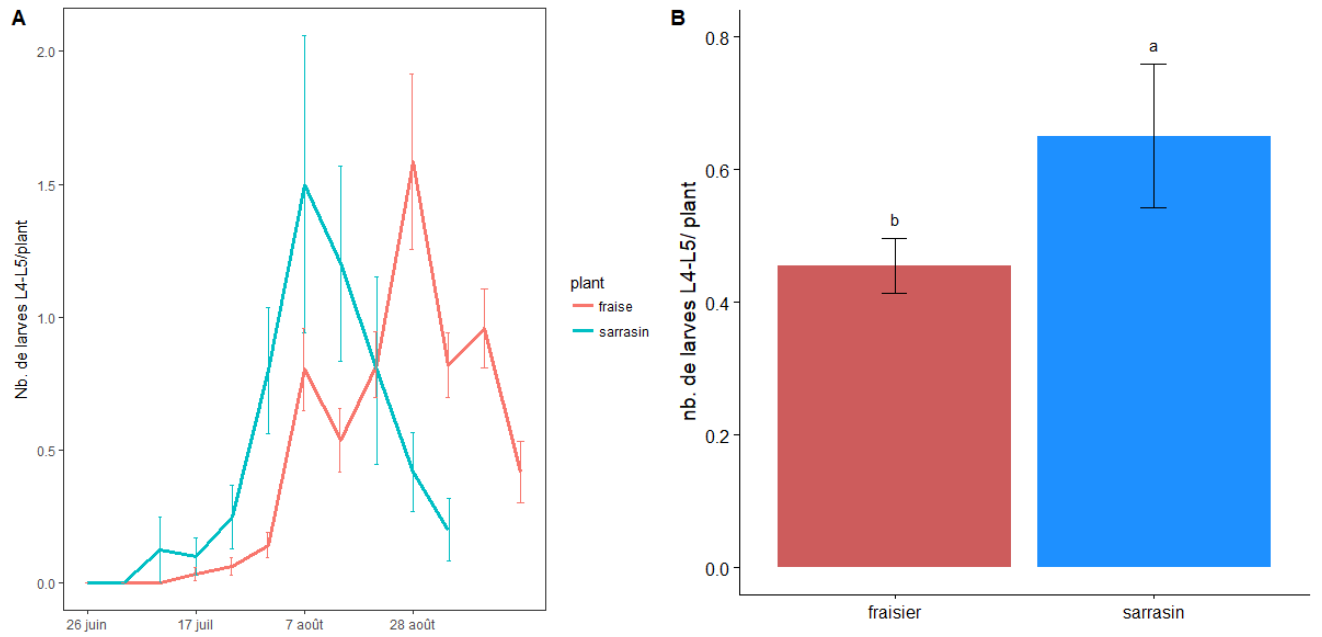 A
Nb. de larves L4-L5/plant
2.0
1.5
1.0
0.5
0.0
26 juin
17 juil
7 août
28 août
plant
fraise
sarrasin
B
nb. de larves L4-L5/ plant
0.8
0.6
0.4
0.2
0.0
b
a
fraisier
sarrasin